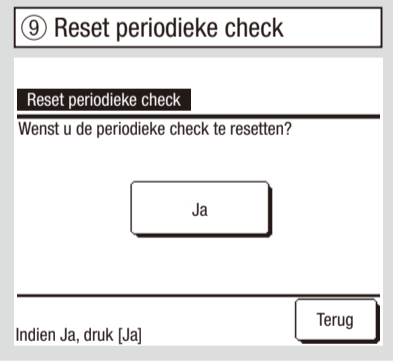 ⑨ Reset periodieke check
Reset periodieke check
Wenst u de periodieke check te resetten?
Ja
Terug
Indien Ja, druk [Ja]